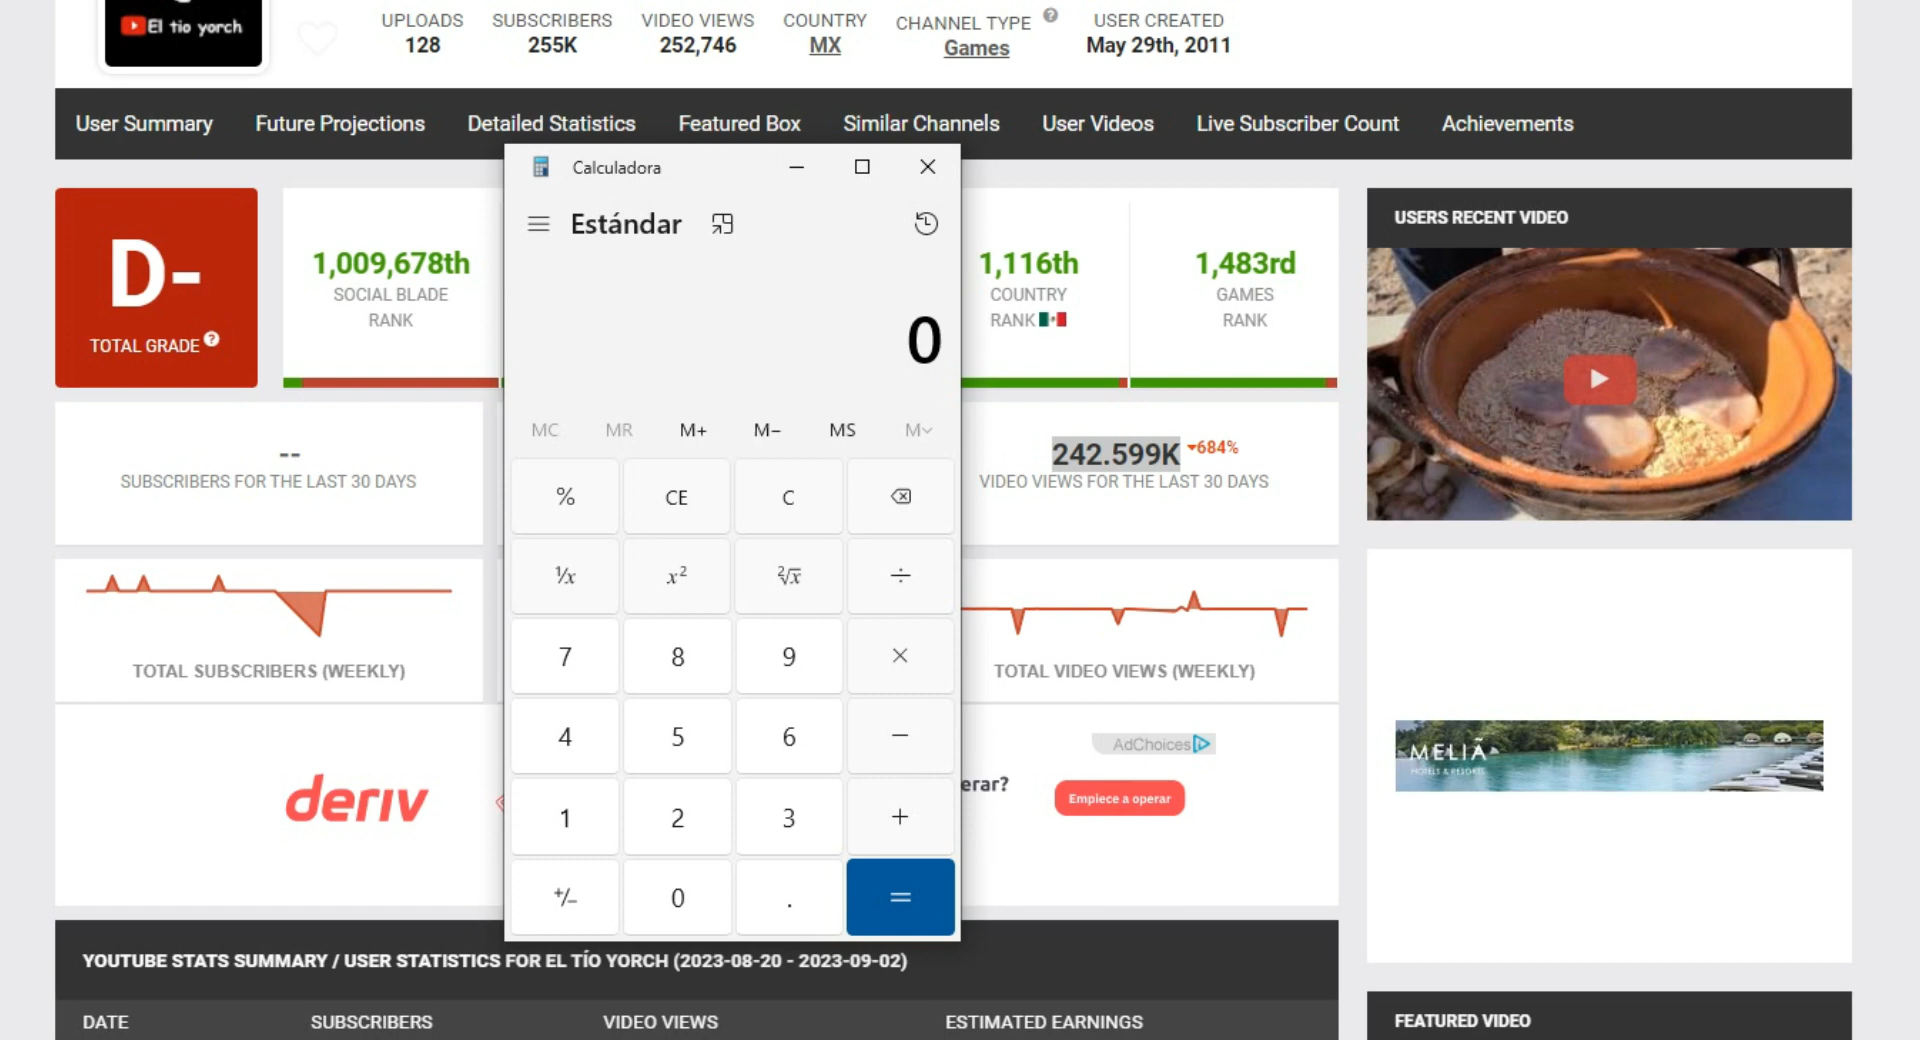 El tío yorch
UPLOADS
128
SUBSCRIBERS
255K
VIDEO VIEWS
252,746
COUNTRY
MX
CHANNEL TYPE ?
Games
USER CREATED
May 29th, 2011
User Summary
Future Projections
Detailed Statistics
Featured Box
Similar Channels
User Videos
Live Subscriber Count
Achievements
D-
TOTAL GRADE ?
1,009,678th
SOCIAL BLADE
RANK
Calculadora
Estándar
0
MC MR M+ M− MS M
% CE C
1/x x² ²√x ÷
7 8 9 ×
4 5 6 −
1 2 3 +
+/− 0 . =
1,116th
COUNTRY
RANK
1,483rd
GAMES
RANK
USERS RECENT VIDEO
--
SUBSCRIBERS FOR THE LAST 30 DAYS
242.599K 684%
VIDEO VIEWS FOR THE LAST 30 DAYS
TOTAL SUBSCRIBERS (WEEKLY)
TOTAL VIDEO VIEWS (WEEKLY)
deriv
erar?
AdChoices
Empiece a operar
MELIÃ
HOTELS & RESORTS
YOUTUBE STATS SUMMARY / USER STATISTICS FOR EL TÍO YORCH (2023-08-20 - 2023-09-02)
DATE
SUBSCRIBERS
VIDEO VIEWS
ESTIMATED EARNINGS
FEATURED VIDEO